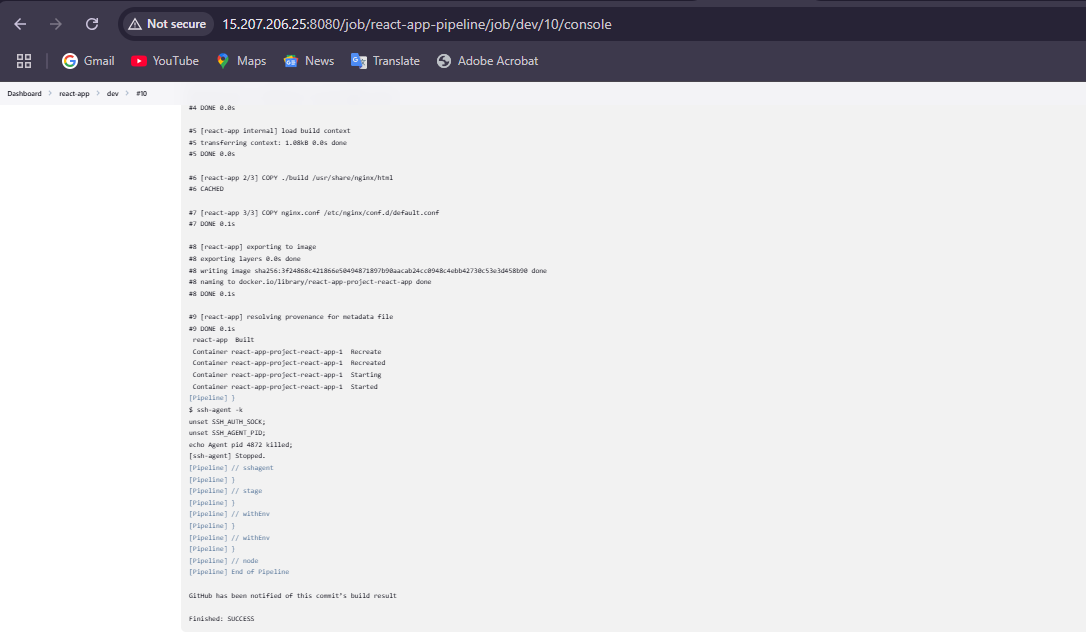 Not secure 15.207.206.25:8080/job/react-app-pipeline/job/dev/10/console
Gmail YouTube Maps News Translate Adobe Acrobat
Dashboard > react-app > dev > #10
#4 DONE 0.0s
#5 [react-app internal] load build context
#5 transferring context: 1.08kB 0.0s done
#5 DONE 0.0s
#6 [react-app 2/3] COPY ./build /usr/share/nginx/html
#6 CACHED
#7 [react-app 3/3] COPY nginx.conf /etc/nginx/conf.d/default.conf
#7 DONE 0.1s
#8 [react-app] exporting to image
#8 exporting layers 0.0s done
#8 writing image sha256:3f24868c421866e50494871897b90aacab24cc0948c4ebb42730c53e3d458b90 done
#8 naming to docker.io/library/react-app-project-react-app done
#8 DONE 0.1s
#9 [react-app] resolving provenance for metadata file
#9 DONE 0.1s
react-app Built
Container react-app-project-react-app-1 Recreate
Container react-app-project-react-app-1 Recreated
Container react-app-project-react-app-1 Starting
Container react-app-project-react-app-1 Started
[Pipeline] }
$ ssh-agent -k
unset SSH_AUTH_SOCK;
unset SSH_AGENT_PID;
echo Agent pid 4872 killed;
[ssh-agent] Stopped.
[Pipeline] // sshagent
[Pipeline] }
[Pipeline] // stage
[Pipeline] }
[Pipeline] // withEnv
[Pipeline] }
[Pipeline] // withEnv
[Pipeline] }
[Pipeline] // node
[Pipeline] End of Pipeline
GitHub has been notified of this commit's build result
Finished: SUCCESS